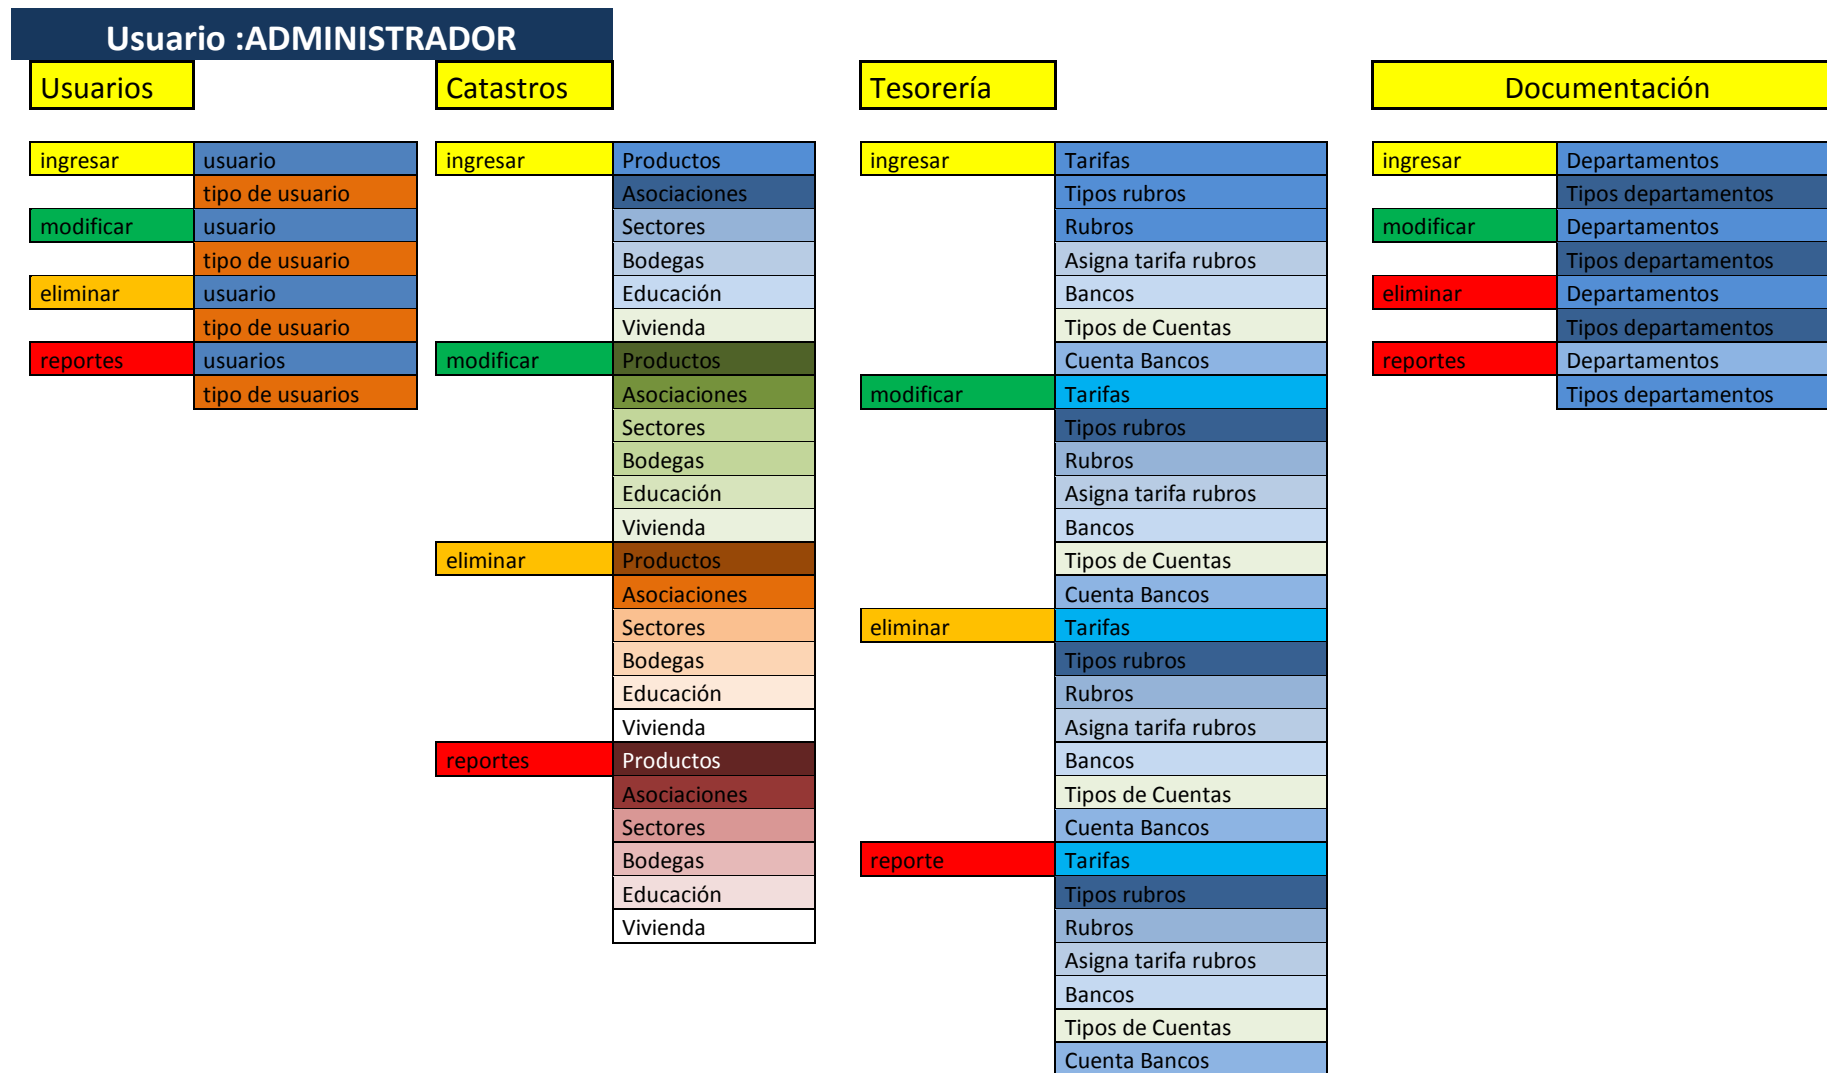 Usuario :ADMINISTRADOR
Usuarios Catastros Tesorería Documentación
ingresar usuario ingresar Productos ingresar Tarifas ingresar Departamentos
tipo de usuario Asociaciones Tipos rubros Tipos departamentos
modificar usuario Sectores Rubros modificar Departamentos
tipo de usuario Bodegas Asigna tarifa rubros Tipos departamentos
eliminar usuario Educación Bancos eliminar Departamentos
tipo de usuario Vivienda Tipos de Cuentas Tipos departamentos
reportes usuarios modificar Productos Cuenta Bancos reportes Departamentos
tipo de usuarios Asociaciones modificar Tarifas Tipos departamentos
Sectores Tipos rubros
Bodegas Rubros
Educación Asigna tarifa rubros
Vivienda Bancos
eliminar Productos Tipos de Cuentas
Asociaciones Cuenta Bancos
Sectores eliminar Tarifas
Bodegas Tipos rubros
Educación Rubros
Vivienda Asigna tarifa rubros
reportes Productos Bancos
Asociaciones Tipos de Cuentas
Sectores Cuenta Bancos
Bodegas reporte Tarifas
Educación Tipos rubros
Vivienda Rubros
Asigna tarifa rubros
Bancos
Tipos de Cuentas
Cuenta Bancos